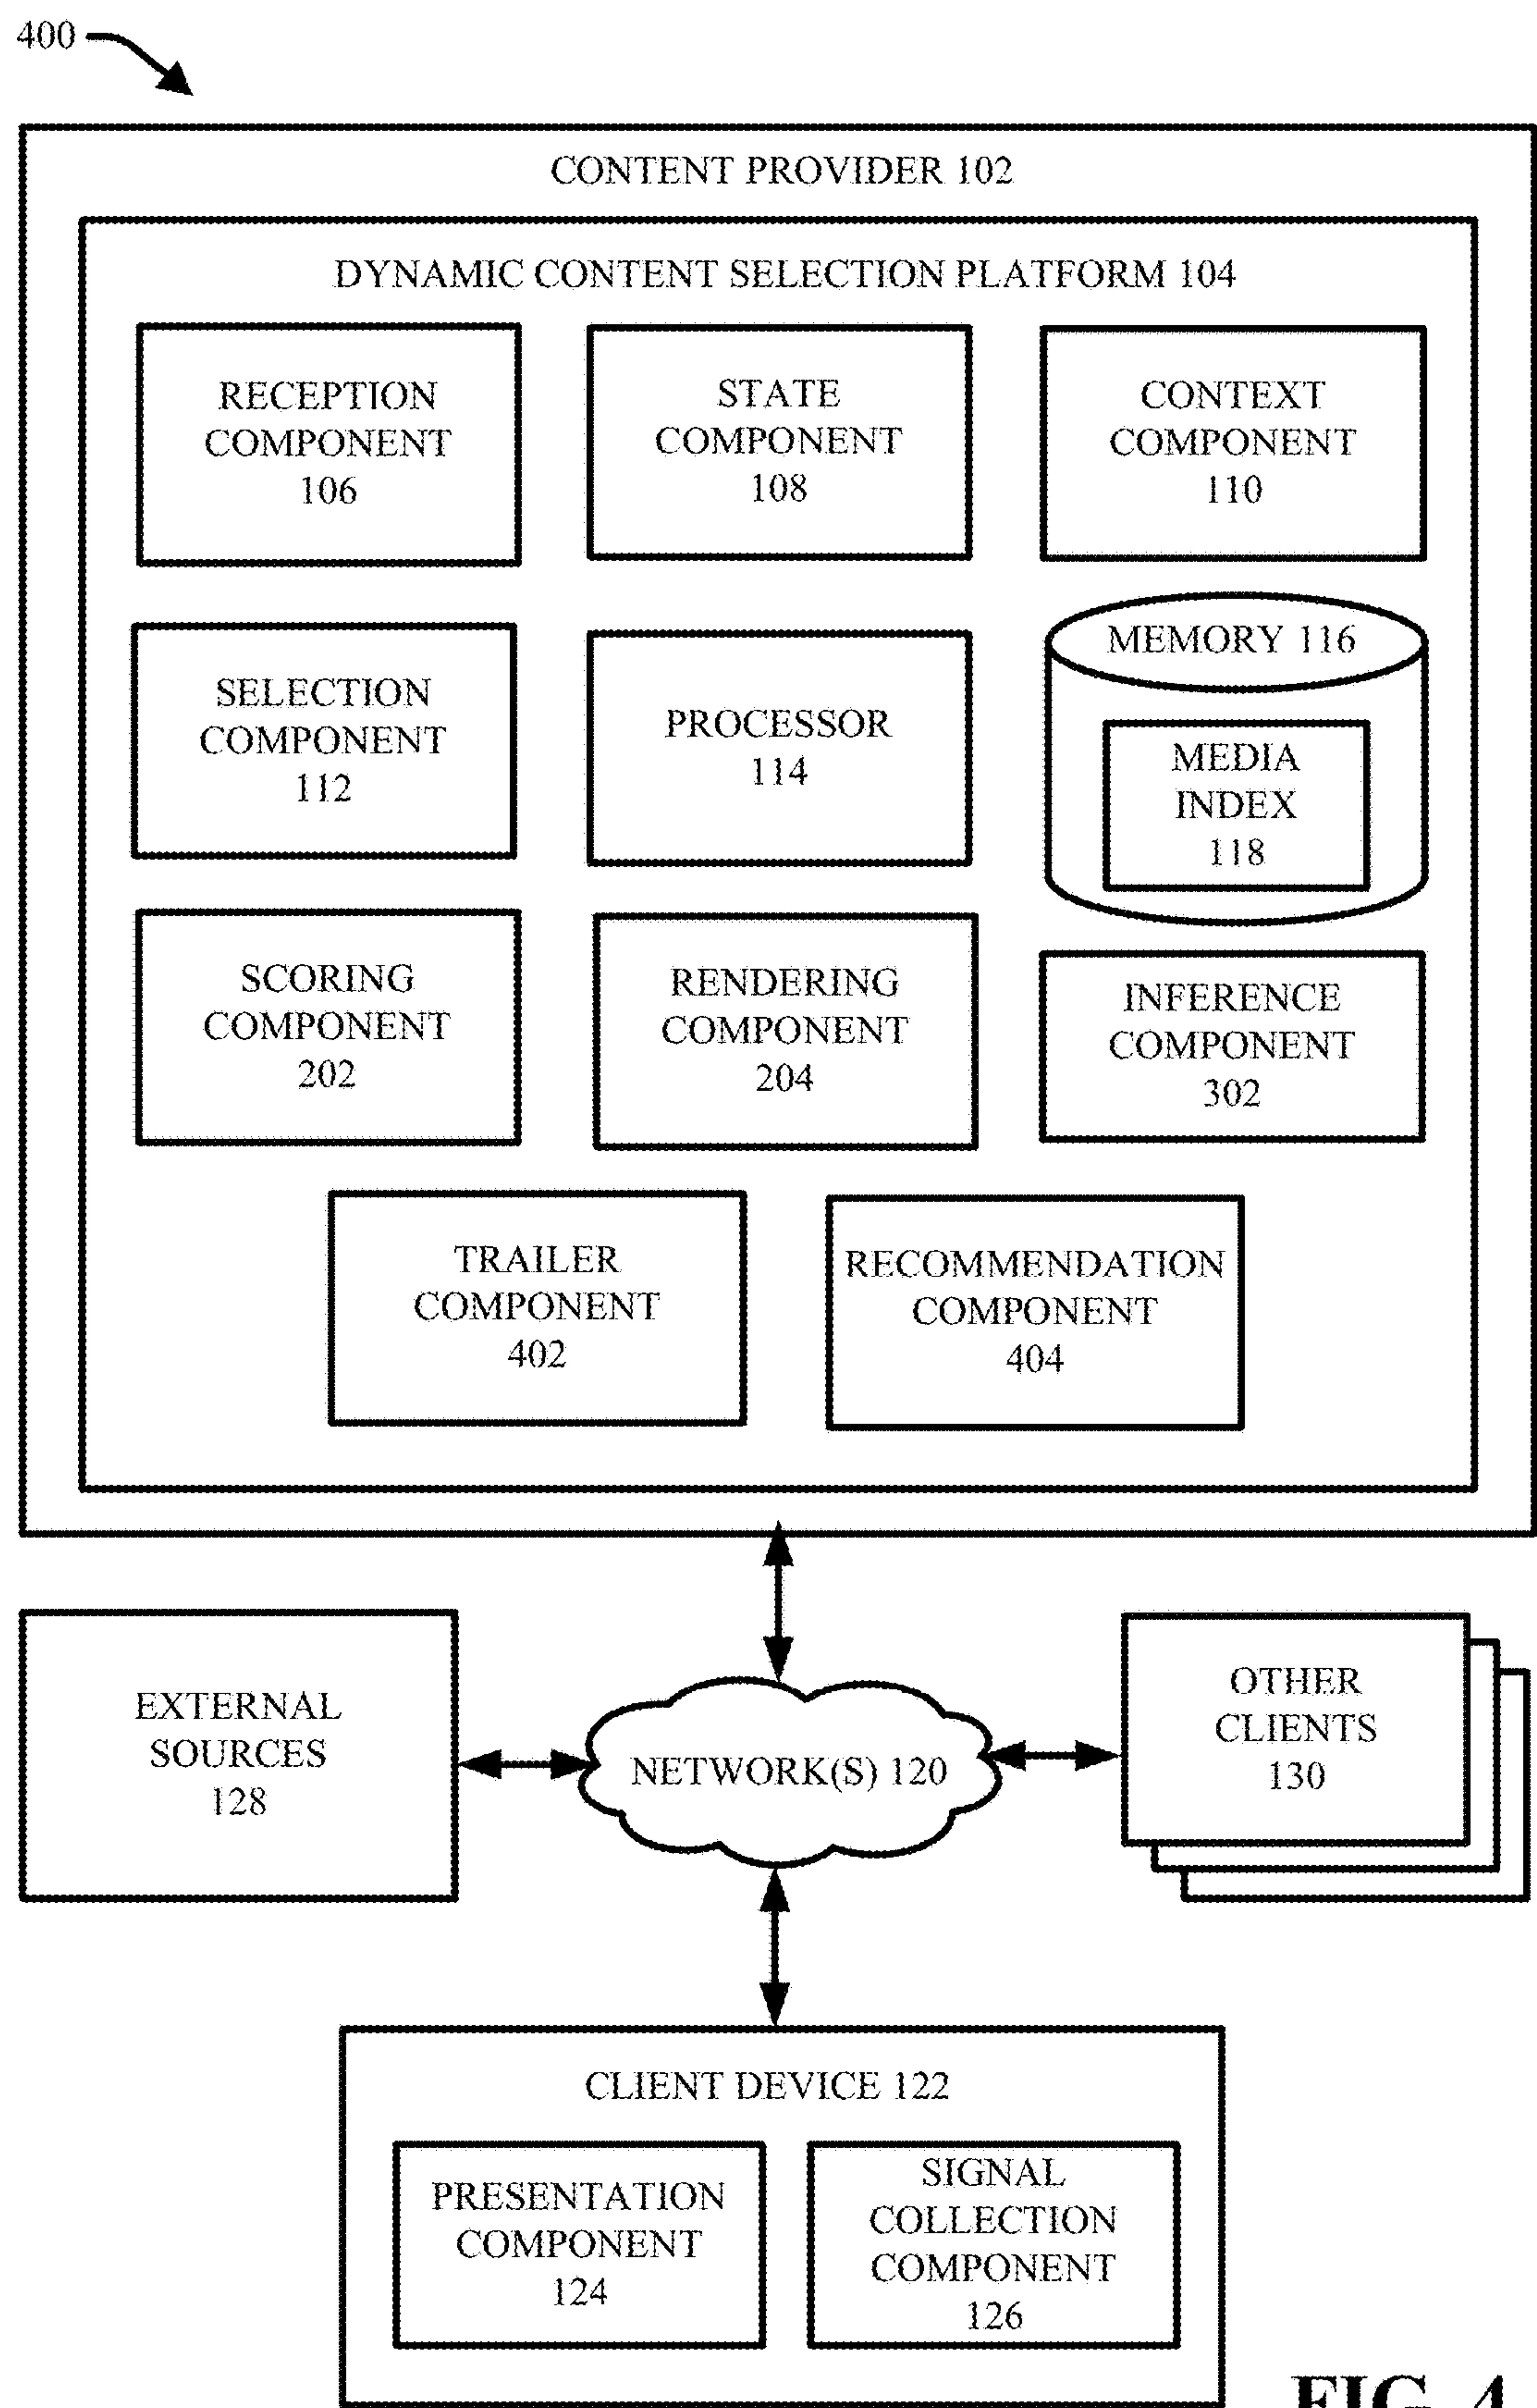 400
CONTENT PROVIDER 102
DYNAMIC CONTENT SELECTION PLATFORM 104
RECEPTION
COMPONENT
106
STATE
COMPONENT
108
CONTEXT
COMPONENT
110
SELECTION
COMPONENT
112
PROCESSOR
114
MEMORY 116
MEDIA
INDEX
118
SCORING
COMPONENT
202
RENDERING
COMPONENT
204
INFERENCE
COMPONENT
302
TRAILER
COMPONENT
402
RECOMMENDATION
COMPONENT
404
EXTERNAL
SOURCES
128
NETWORK(S) 120
OTHER
CLIENTS
130
CLIENT DEVICE 122
PRESENTATION
COMPONENT
124
SIGNAL
COLLECTION
COMPONENT
126
FIG. 4